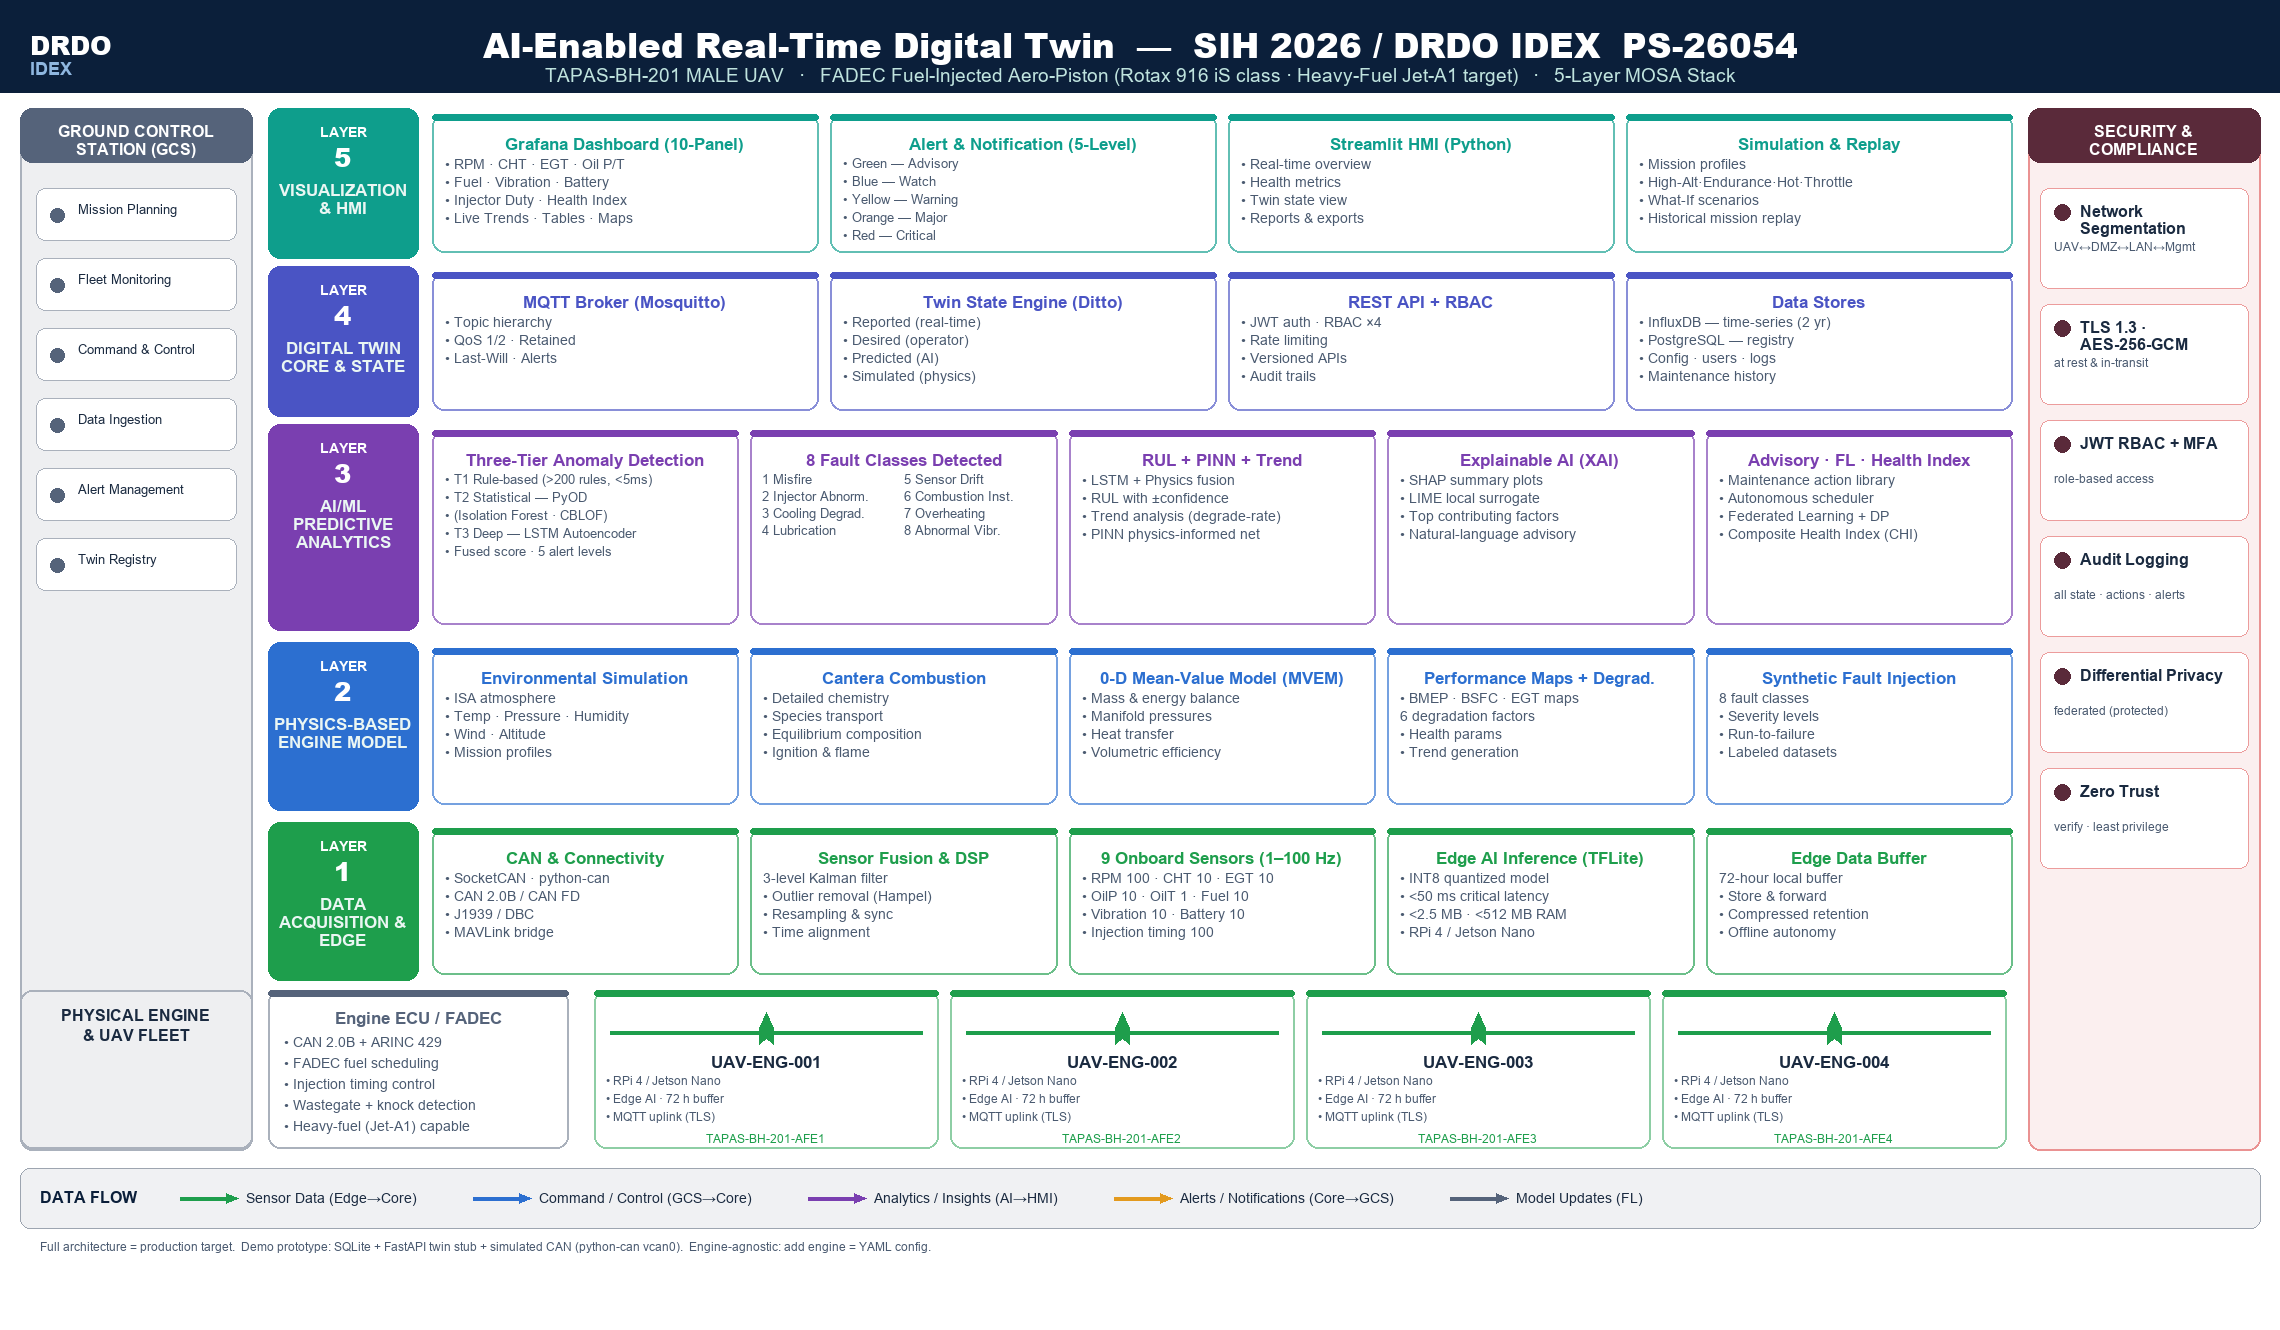 DRDO
IDEX
AI-Enabled Real-Time Digital Twin — SIH 2026 / DRDO IDEX PS-26054
TAPAS-BH-201 MALE UAV · FADEC Fuel-Injected Aero-Piston (Rotax 916 iS class · Heavy-Fuel Jet-A1 target) · 5-Layer MOSA Stack
GROUND CONTROL
STATION (GCS)
Mission Planning
Fleet Monitoring
Command & Control
Data Ingestion
Alert Management
Twin Registry
LAYER
5
VISUALIZATION
& HMI
Grafana Dashboard (10-Panel)
• RPM · CHT · EGT · Oil P/T
• Fuel · Vibration · Battery
• Injector Duty · Health Index
• Live Trends · Tables · Maps
Alert & Notification (5-Level)
• Green — Advisory
• Blue — Watch
• Yellow — Warning
• Orange — Major
• Red — Critical
Streamlit HMI (Python)
• Real-time overview
• Health metrics
• Twin state view
• Reports & exports
Simulation & Replay
• Mission profiles
• High-Alt·Endurance·Hot·Throttle
• What-If scenarios
• Historical mission replay
LAYER
4
DIGITAL TWIN
CORE & STATE
MQTT Broker (Mosquitto)
• Topic hierarchy
• QoS 1/2 · Retained
• Last-Will · Alerts
Twin State Engine (Ditto)
• Reported (real-time)
• Desired (operator)
• Predicted (AI)
• Simulated (physics)
REST API + RBAC
• JWT auth · RBAC ×4
• Rate limiting
• Versioned APIs
• Audit trails
Data Stores
• InfluxDB — time-series (2 yr)
• PostgreSQL — registry
• Config · users · logs
• Maintenance history
LAYER
3
AI/ML
PREDICTIVE
ANALYTICS
Three-Tier Anomaly Detection
• T1 Rule-based (>200 rules, <5ms)
• T2 Statistical — PyOD
• (Isolation Forest · CBLOF)
• T3 Deep — LSTM Autoencoder
• Fused score · 5 alert levels
8 Fault Classes Detected
1 Misfire
2 Injector Abnorm.
3 Cooling Degrad.
4 Lubrication
5 Sensor Drift
6 Combustion Inst.
7 Overheating
8 Abnormal Vibr.
RUL + PINN + Trend
• LSTM + Physics fusion
• RUL with ±confidence
• Trend analysis (degrade-rate)
• PINN physics-informed net
Explainable AI (XAI)
• SHAP summary plots
• LIME local surrogate
• Top contributing factors
• Natural-language advisory
Advisory · FL · Health Index
• Maintenance action library
• Autonomous scheduler
• Federated Learning + DP
• Composite Health Index (CHI)
LAYER
2
PHYSICS-BASED
ENGINE MODEL
Environmental Simulation
• ISA atmosphere
• Temp · Pressure · Humidity
• Wind · Altitude
• Mission profiles
Cantera Combustion
• Detailed chemistry
• Species transport
• Equilibrium composition
• Ignition & flame
0-D Mean-Value Model (MVEM)
• Mass & energy balance
• Manifold pressures
• Heat transfer
• Volumetric efficiency
Performance Maps + Degrad.
• BMEP · BSFC · EGT maps
6 degradation factors
• Health params
• Trend generation
Synthetic Fault Injection
8 fault classes
• Severity levels
• Run-to-failure
• Labeled datasets
LAYER
1
DATA
ACQUISITION &
EDGE
CAN & Connectivity
• SocketCAN · python-can
• CAN 2.0B / CAN FD
• J1939 / DBC
• MAVLink bridge
Sensor Fusion & DSP
3-level Kalman filter
• Outlier removal (Hampel)
• Resampling & sync
• Time alignment
9 Onboard Sensors (1–100 Hz)
• RPM 100 · CHT 10 · EGT 10
• OilP 10 · OilT 1 · Fuel 10
• Vibration 10 · Battery 10
• Injection timing 100
Edge AI Inference (TFLite)
• INT8 quantized model
• <50 ms critical latency
• <2.5 MB · <512 MB RAM
• RPi 4 / Jetson Nano
Edge Data Buffer
72-hour local buffer
• Store & forward
• Compressed retention
• Offline autonomy
PHYSICAL ENGINE
& UAV FLEET
Engine ECU / FADEC
• CAN 2.0B + ARINC 429
• FADEC fuel scheduling
• Injection timing control
• Wastegate + knock detection
• Heavy-fuel (Jet-A1) capable
UAV-ENG-001
• RPi 4 / Jetson Nano
• Edge AI · 72 h buffer
• MQTT uplink (TLS)
TAPAS-BH-201-AFE1
UAV-ENG-002
• RPi 4 / Jetson Nano
• Edge AI · 72 h buffer
• MQTT uplink (TLS)
TAPAS-BH-201-AFE2
UAV-ENG-003
• RPi 4 / Jetson Nano
• Edge AI · 72 h buffer
• MQTT uplink (TLS)
TAPAS-BH-201-AFE3
UAV-ENG-004
• RPi 4 / Jetson Nano
• Edge AI · 72 h buffer
• MQTT uplink (TLS)
TAPAS-BH-201-AFE4
SECURITY &
COMPLIANCE
Network
Segmentation
UAV↔DMZ↔LAN↔Mgmt
TLS 1.3 ·
AES-256-GCM
at rest & in-transit
JWT RBAC + MFA
role-based access
Audit Logging
all state · actions · alerts
Differential Privacy
federated (protected)
Zero Trust
verify · least privilege
DATA FLOW
Sensor Data (Edge→Core)
Command / Control (GCS→Core)
Analytics / Insights (AI→HMI)
Alerts / Notifications (Core→GCS)
Model Updates (FL)
Full architecture = production target. Demo prototype: SQLite + FastAPI twin stub + simulated CAN (python-can vcan0). Engine-agnostic: add engine = YAML config.